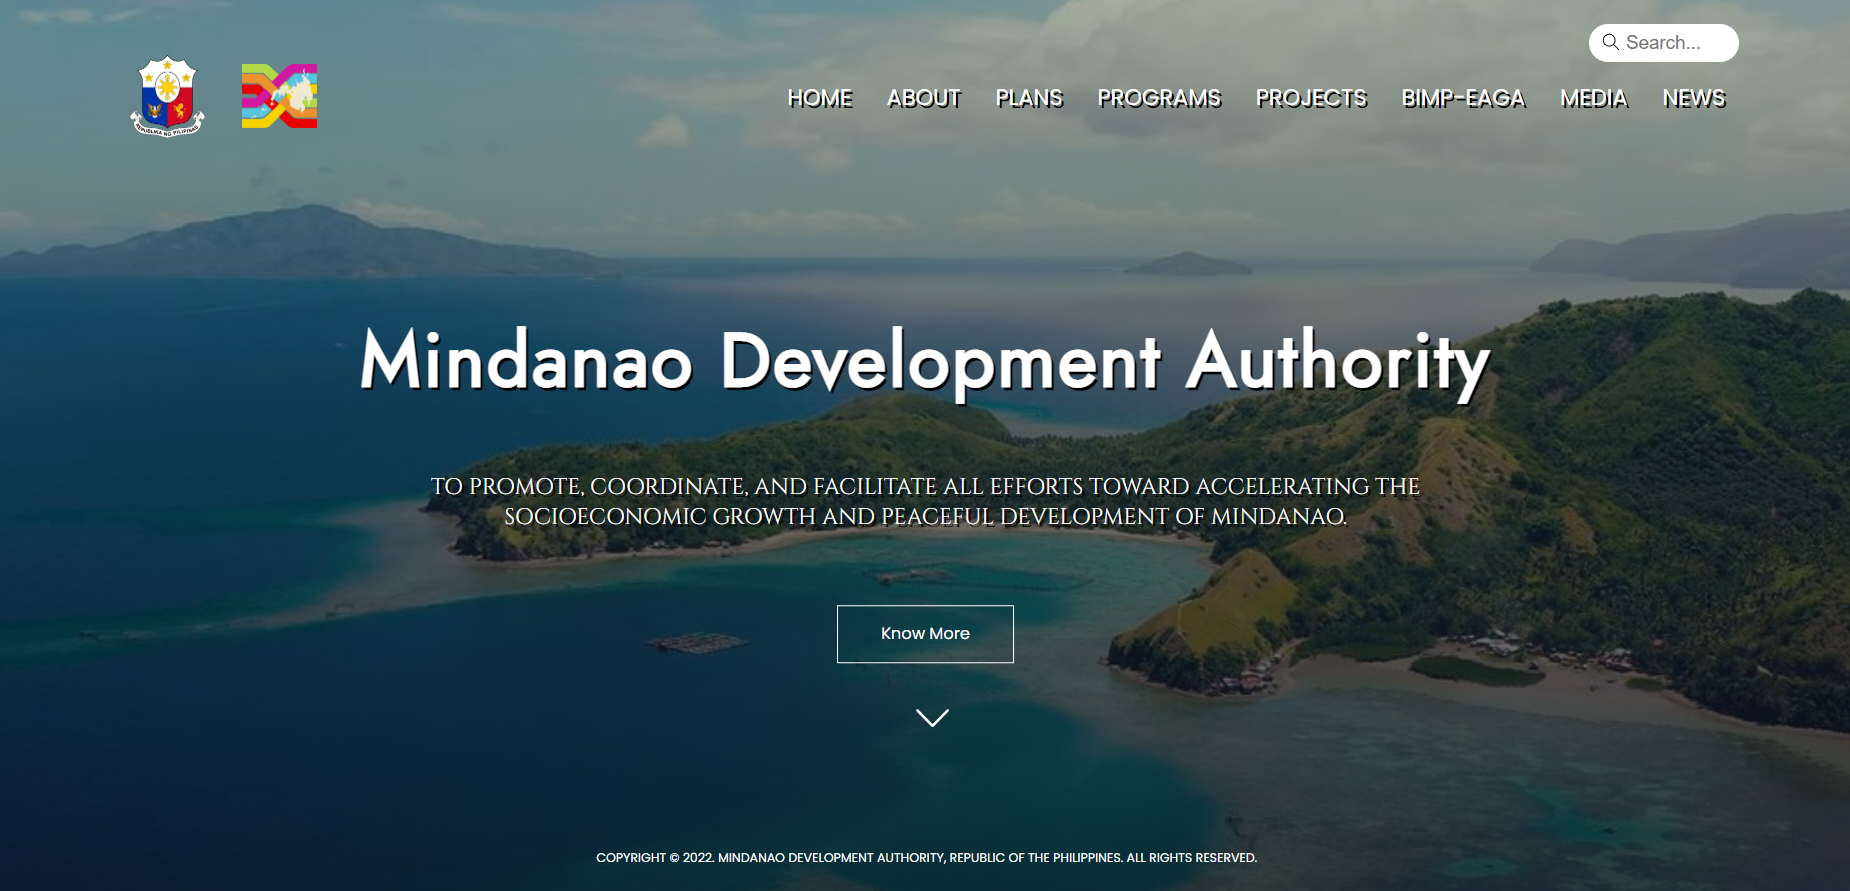 Search...
REPUBLIKA NG PILIPINAS
HOME ABOUT PLANS PROGRAMS PROJECTS BIMP-EAGA MEDIA NEWS
Mindanao Development Authority
TO PROMOTE, COORDINATE, AND FACILITATE ALL EFFORTS TOWARD ACCELERATING THE
SOCIOECONOMIC GROWTH AND PEACEFUL DEVELOPMENT OF MINDANAO.
Know More
COPYRIGHT © 2022. MINDANAO DEVELOPMENT AUTHORITY, REPUBLIC OF THE PHILIPPINES. ALL RIGHTS RESERVED.